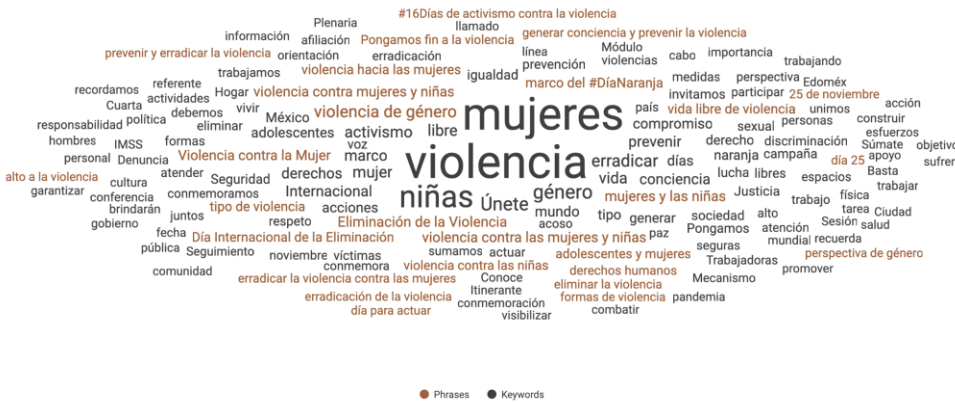 #16Días de activismo contra la violencia
Plenaria llamado
información afiliación Pongamos fin a la violencia generar conciencia y prevenir la violencia
prevenir y erradicar la violencia orientación erradicación línea Módulo cabo importancia
prevención violencias trabajando
trabajamos violencia hacia las mujeres igualdad marco del #DíaNaranja medidas perspectiva Edoméx
recordamos referente Hogar violencia contra mujeres y niñas invitamos participar 25 de noviembre
Cuarta actividades vivir violencia de género mujeres país vida libre de violencia unimos acción
responsabilidad política debemos México compromiso sexual personas construir
hombres eliminar adolescentes activismo libre prevenir derecho discriminación esfuerzos
IMSS formas voz Súmate objetivo
personal Denuncia Violencia contra la Mujer marco violencia erradicar días naranja campaña día 25 apoyo sufren
alto a la violencia atender Seguridad derechos mujer vida conciencia lucha libres espacios Basta
garantizar cultura conmemoramos Internacional niñas Únete género mujeres y las niñas Justicia trabajo física trabajar
conferencia
brindarán tipo de violencia acciones mundo tipo generar sociedad alto tarea Ciudad
gobierno juntos respeto Eliminación de la Violencia acoso Pongamos atención Sesión salud
fecha Día Internacional de la Eliminación violencia contra las mujeres y niñas paz mundial recuerda
pública Seguimiento noviembre víctimas sumamos actuar adolescentes y mujeres seguras Trabajadoras perspectiva de género
comunidad conmemora violencia contra las niñas derechos humanos promover
erradicar la violencia contra las mujeres Conoce eliminar la violencia Mecanismo
erradicación de la violencia Itinerante formas de violencia pandemia
día para actuar conmemoración combatir
visibilizar
Phrases Keywords